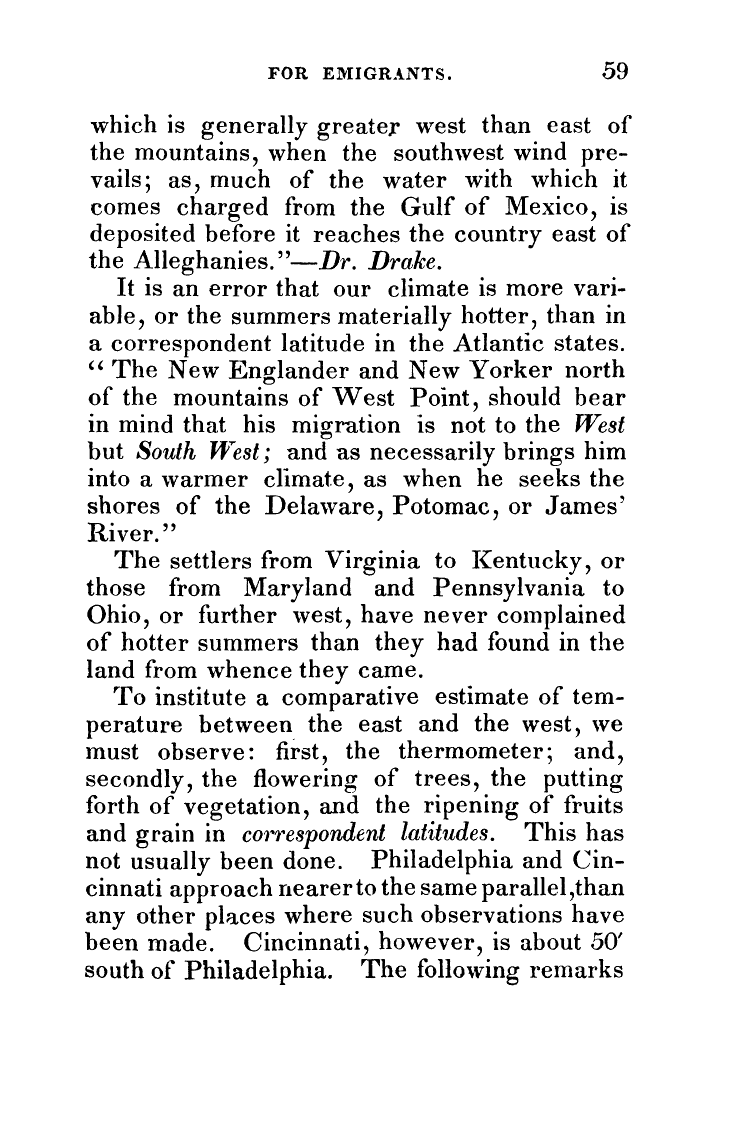 FOR EMIGRANTS. 59
which is generally greater west than east of
the mountains, when the southwest wind pre-
vails; as, much of the water with which it
comes charged from the Gulf of Mexico, is
deposited before it reaches the country east of
the Alleghanies."—Dr. Drake.
It is an error that our climate is more vari-
able, or the summers materially hotter, than in
a correspondent latitude in the Atlantic states.
“ The New Englander and New Yorker north
of the mountains of West Point, should bear
in mind that his migration is not to the West
but South West; and as necessarily brings him
into a warmer climate, as when he seeks the
shores of the Delaware, Potomac, or James'
River.”
The settlers from Virginia to Kentucky, or
those from Maryland and Pennsylvania to
Ohio, or further west, have never complained
of hotter summers than they had found in the
land from whence they came.
To institute a comparative estimate of tem-
perature between the east and the west, we
must observe: first, the thermometer; and,
secondly, the flowering of trees, the putting
forth of vegetation, and the ripening of fruits
and grain in correspondent latitudes. This has
not usually been done. Philadelphia and Cin-
cinnati approach nearer to the same parallel,than
any other places where such observations have
been made. Cincinnati, however, is about 50′
south of Philadelphia. The following remarks